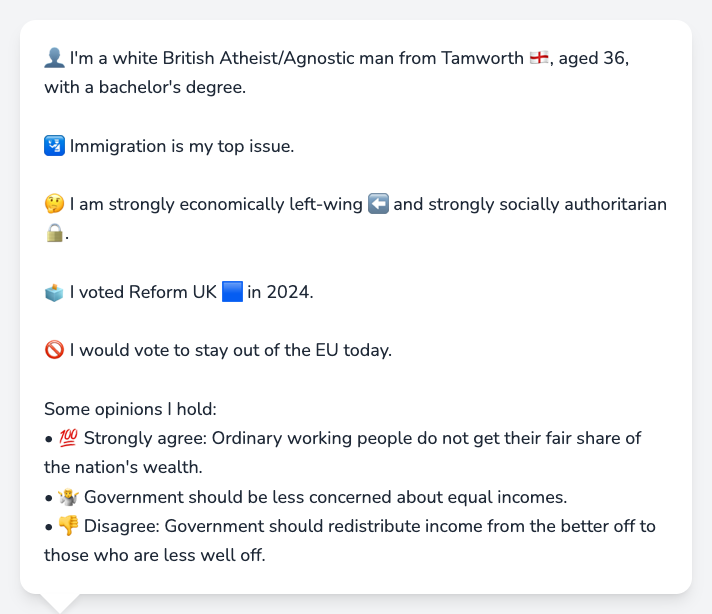 👤 I'm a white British Atheist/Agnostic man from Tamworth 🏴󠁧󠁢󠁥󠁮󠁧󠁿, aged 36,
with a bachelor's degree.
🛂 Immigration is my top issue.
🤔 I am strongly economically left-wing ⬅️ and strongly socially authoritarian
🔒.
🗳️ I voted Reform UK 🟦 in 2024.
🚫 I would vote to stay out of the EU today.
Some opinions I hold:
• 💯 Strongly agree: Ordinary working people do not get their fair share of
the nation's wealth.
• 🤷 Government should be less concerned about equal incomes.
• 👎 Disagree: Government should redistribute income from the better off to
those who are less well off.